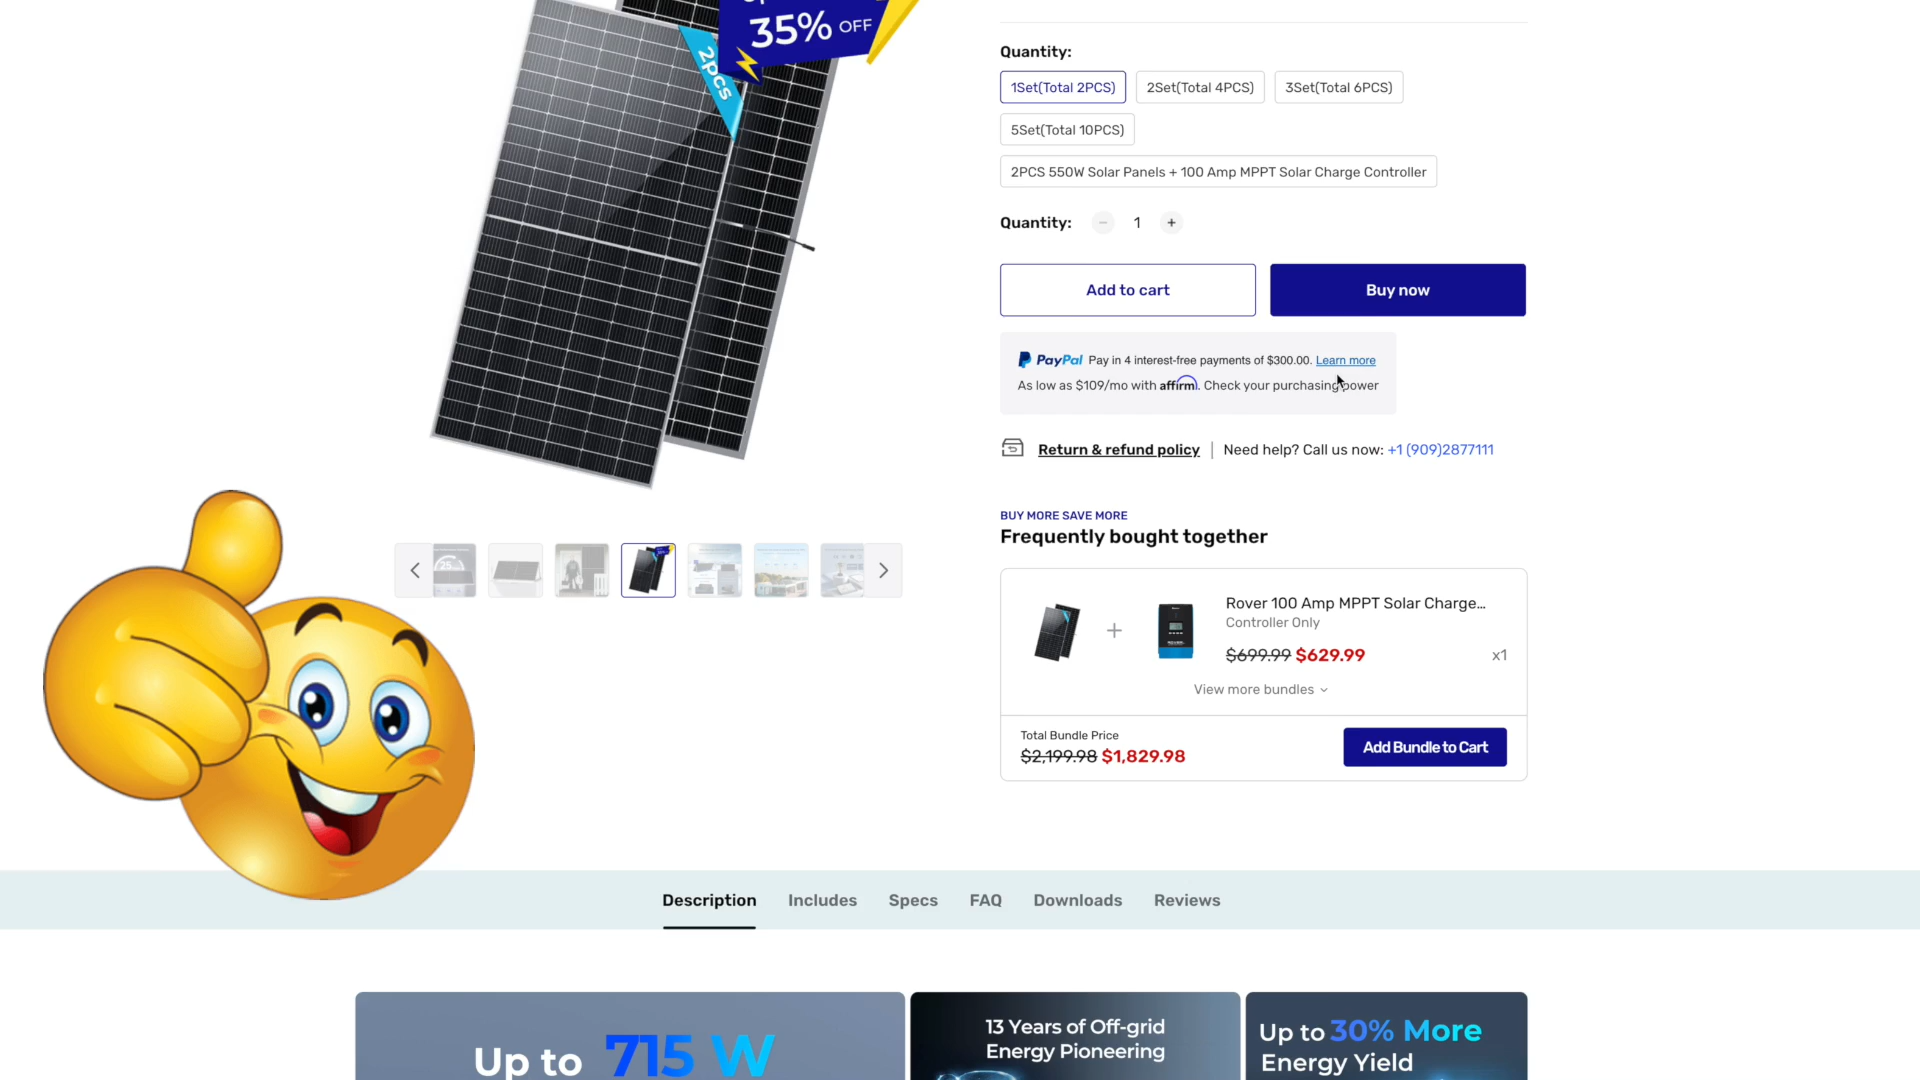 35% OFF
2pcs
Quantity:
1Set(Total 2PCS)
2Set(Total 4PCS)
3Set(Total 6PCS)
5Set(Total 10PCS)
2PCS 550W Solar Panels + 100 Amp MPPT Solar Charge Controller
Quantity: − 1 +
Add to cart
Buy now
PayPal Pay in 4 interest-free payments of $300.00. Learn more
As low as $109/mo with affirm. Check your purchasing power
Return & refund policy | Need help? Call us now: +1 (909)2877111
BUY MORE SAVE MORE
Frequently bought together
25
+
Rover 100 Amp MPPT Solar Charge...
Controller Only
$699.99 $629.99 x1
View more bundles
Total Bundle Price
$2,199.98 $1,829.98
Add Bundle to Cart
Description
Includes
Specs
FAQ
Downloads
Reviews
Up to 715 W
13 Years of Off-grid
Energy Pioneering
Up to 30% More
Energy Yield